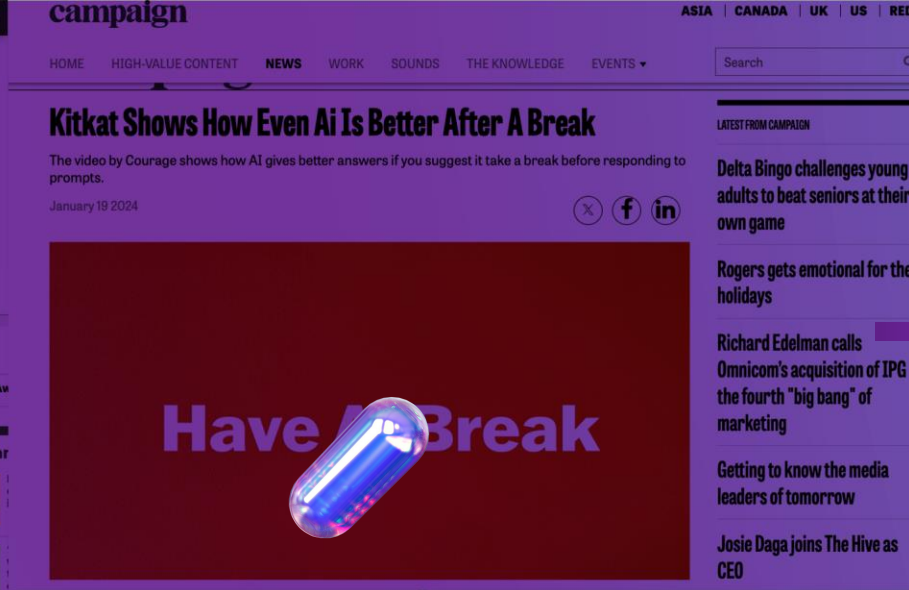 campaign
ASIA | CANADA | UK | US | RED
HOME HIGH-VALUE CONTENT NEWS WORK SOUNDS THE KNOWLEDGE EVENTS ▾
Search
Kitkat Shows How Even Ai Is Better After A Break
The video by Courage shows how AI gives better answers if you suggest it take a break before responding to
prompts.
January 19 2024
X f in
Have A Break
LATEST FROM CAMPAIGN
Delta Bingo challenges young
adults to beat seniors at their
own game
Rogers gets emotional for the
holidays
Richard Edelman calls
Omnicom's acquisition of IPG
the fourth "big bang" of
marketing
Getting to know the media
leaders of tomorrow
Josie Daga joins The Hive as
CEO